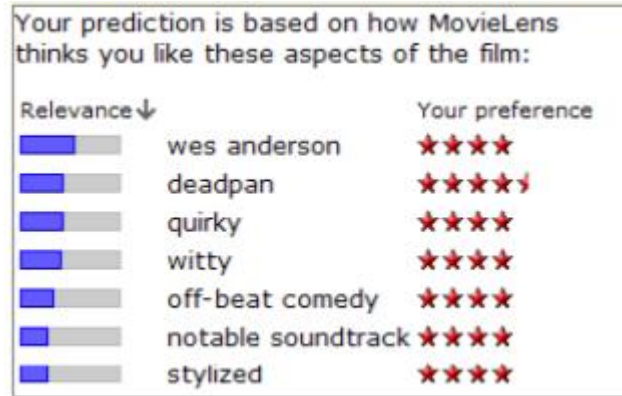 Your prediction is based on how MovieLens
thinks you like these aspects of the film:
Relevance Your preference
wes anderson
deadpan
quirky
witty
off-beat comedy
notable soundtrack
stylized